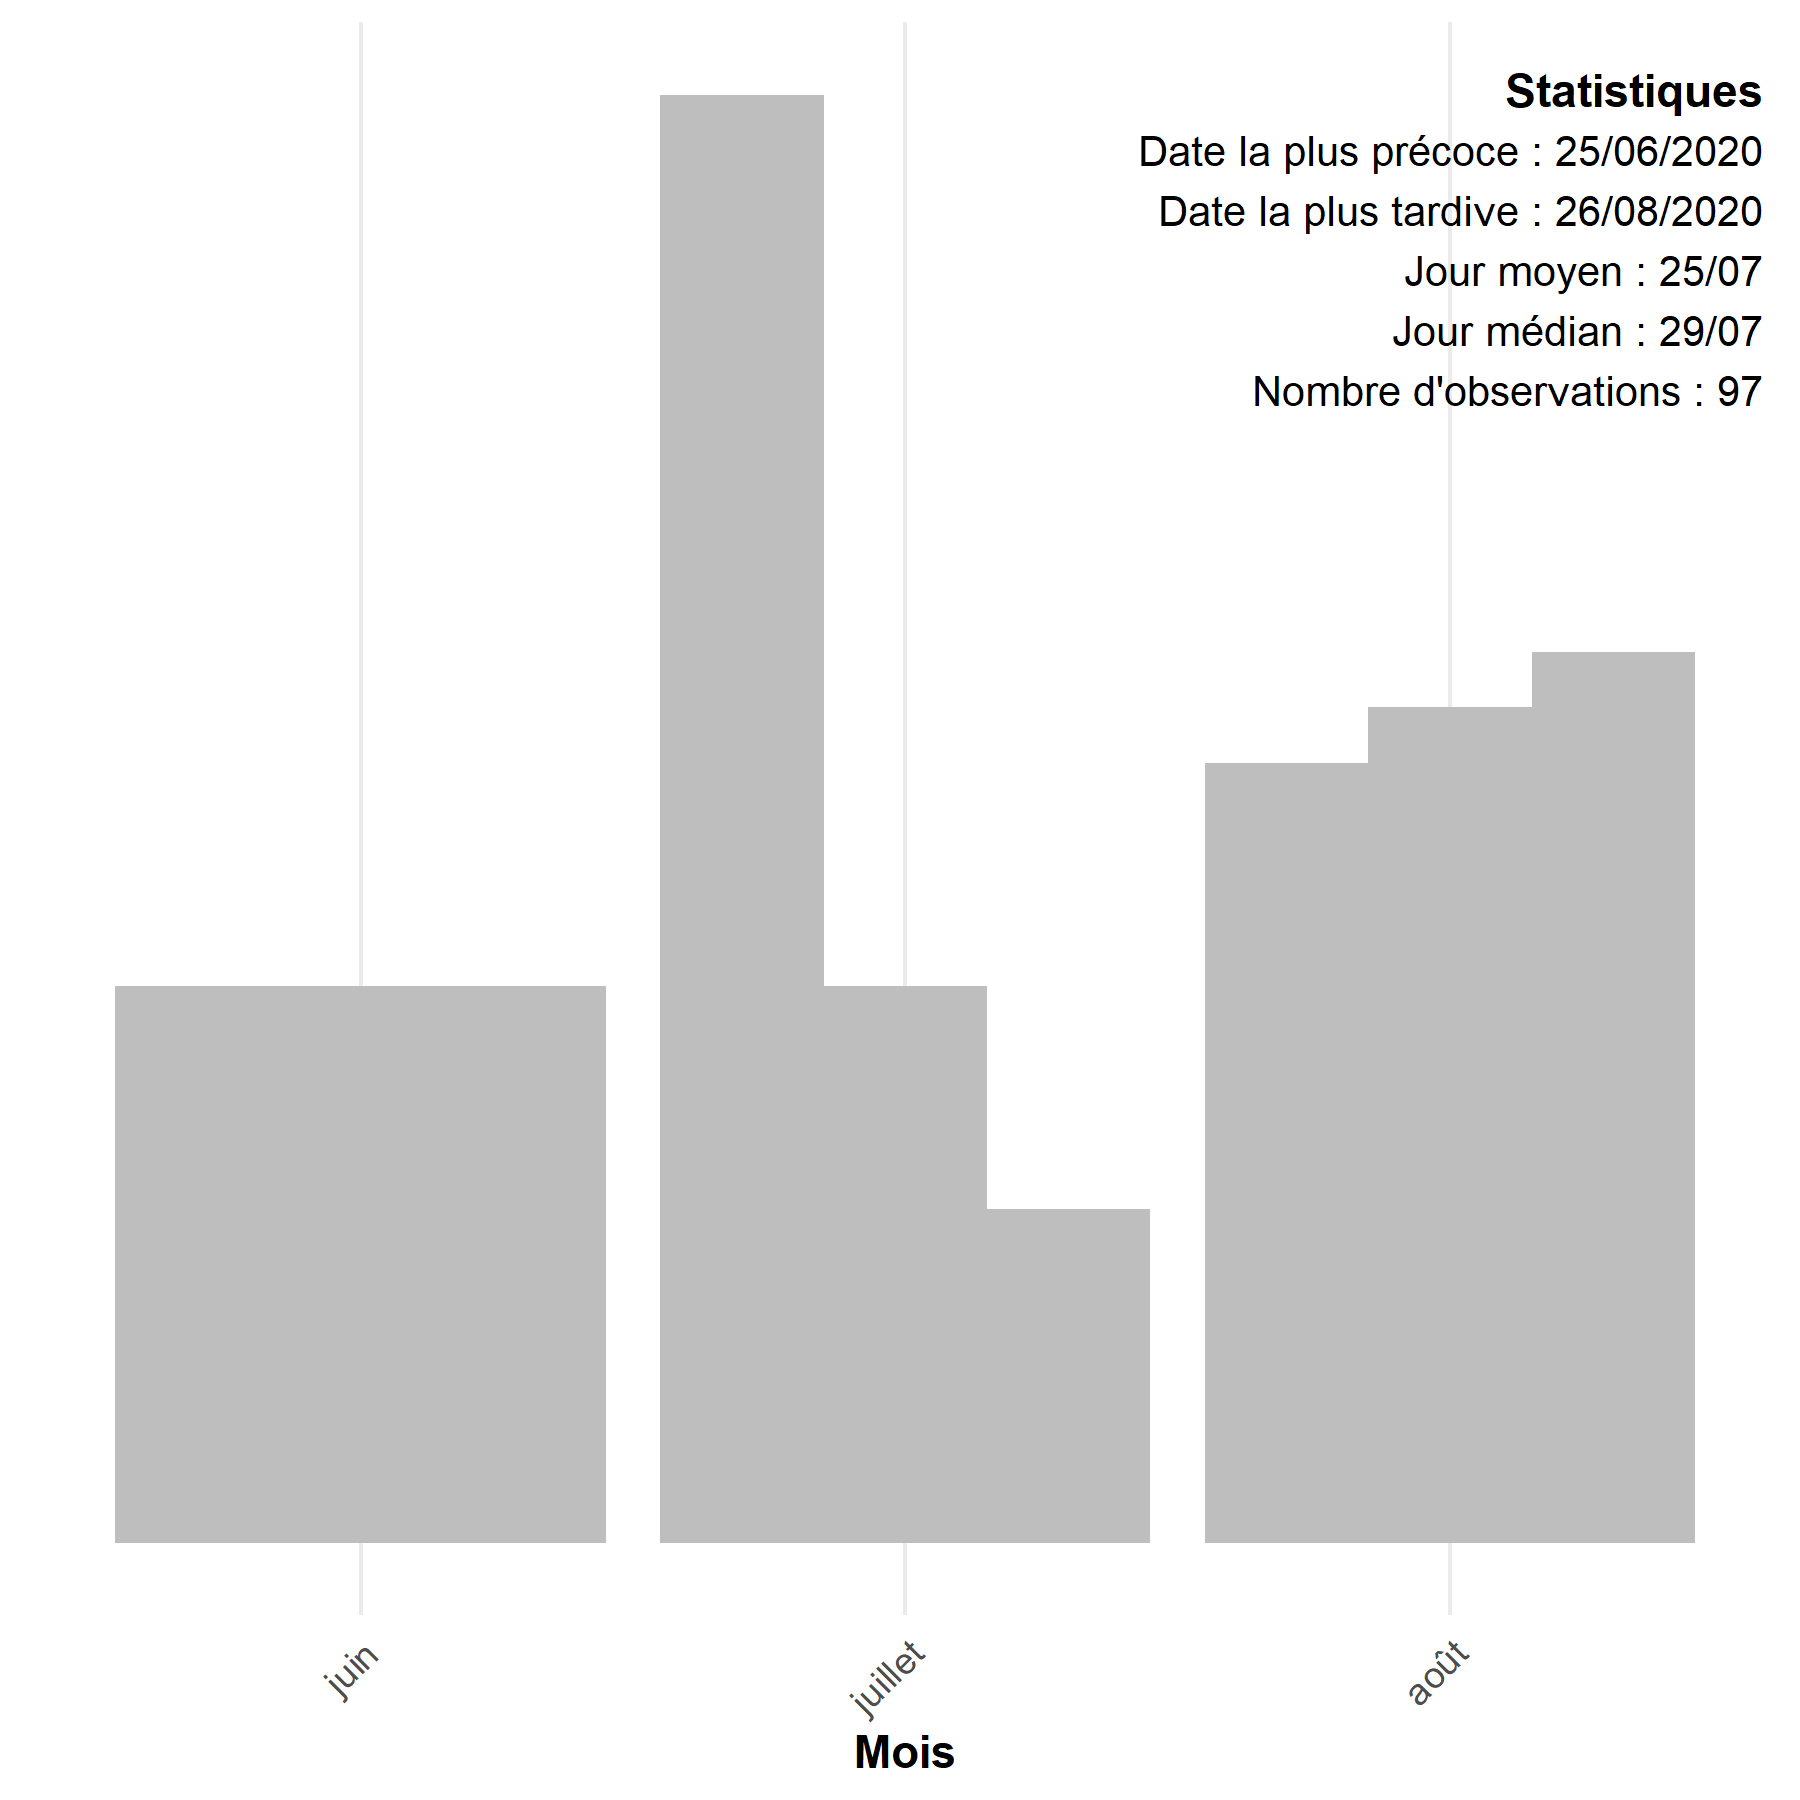 Statistiques
Date la plus précoce : 25/06/2020
Date la plus tardive : 26/08/2020
Jour moyen : 25/07
Jour médian : 29/07
Nombre d'observations : 97
juin
juillet
août
Mois